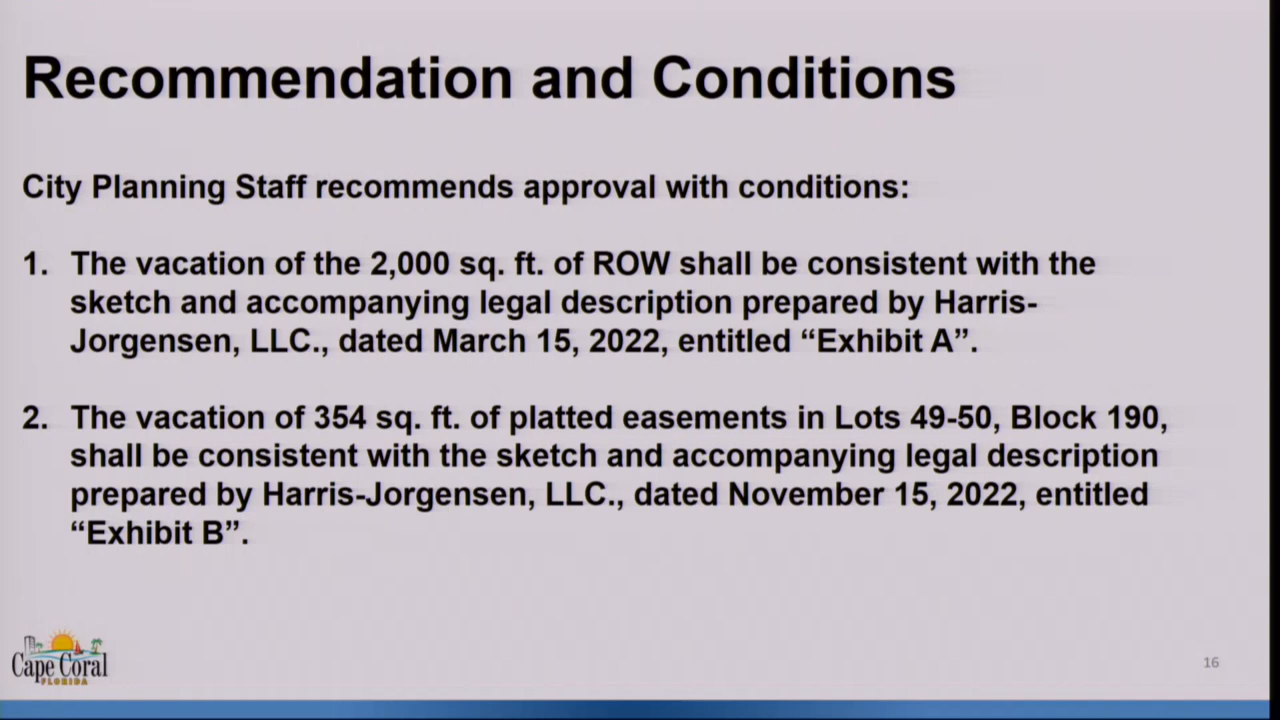 Recommendation and Conditions
City Planning Staff recommends approval with conditions:
1. The vacation of the 2,000 sq. ft. of ROW shall be consistent with the
sketch and accompanying legal description prepared by Harris-
Jorgensen, LLC., dated March 15, 2022, entitled “Exhibit A”.
2. The vacation of 354 sq. ft. of platted easements in Lots 49-50, Block 190,
shall be consistent with the sketch and accompanying legal description
prepared by Harris-Jorgensen, LLC., dated November 15, 2022, entitled
“Exhibit B”.
Cape Coral
FLORIDA
16